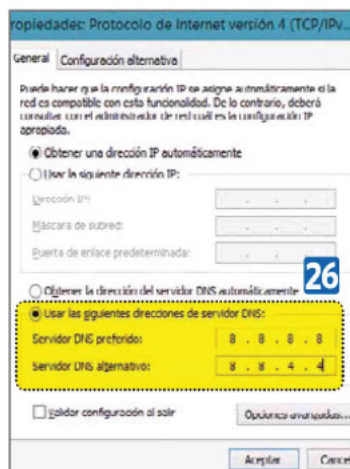 ropiedades: Protocolo de Internet versión 4 (TCP/IPv...
General Configuración alternativa
Puede hacer que la configuración IP se asigne automáticamente si la
red es compatible con esta funcionalidad. De lo contrario, deberá
consultar con el administrador de red cuál es la configuración IP
apropiada.
Obtener una dirección IP automáticamente
Usar la siguiente dirección IP:
Dirección IP:
Máscara de subred:
Puerta de enlace predeterminada:
Obtener la dirección del servidor DNS automáticamente
26
Usar las siguientes direcciones de servidor DNS:
Servidor DNS preferido: 8 . 8 . 8 . 8
Servidor DNS alternativo: 8 . 8 . 4 . 4
Validar configuración al salir Opciones avanzadas...
Aceptar Cancel